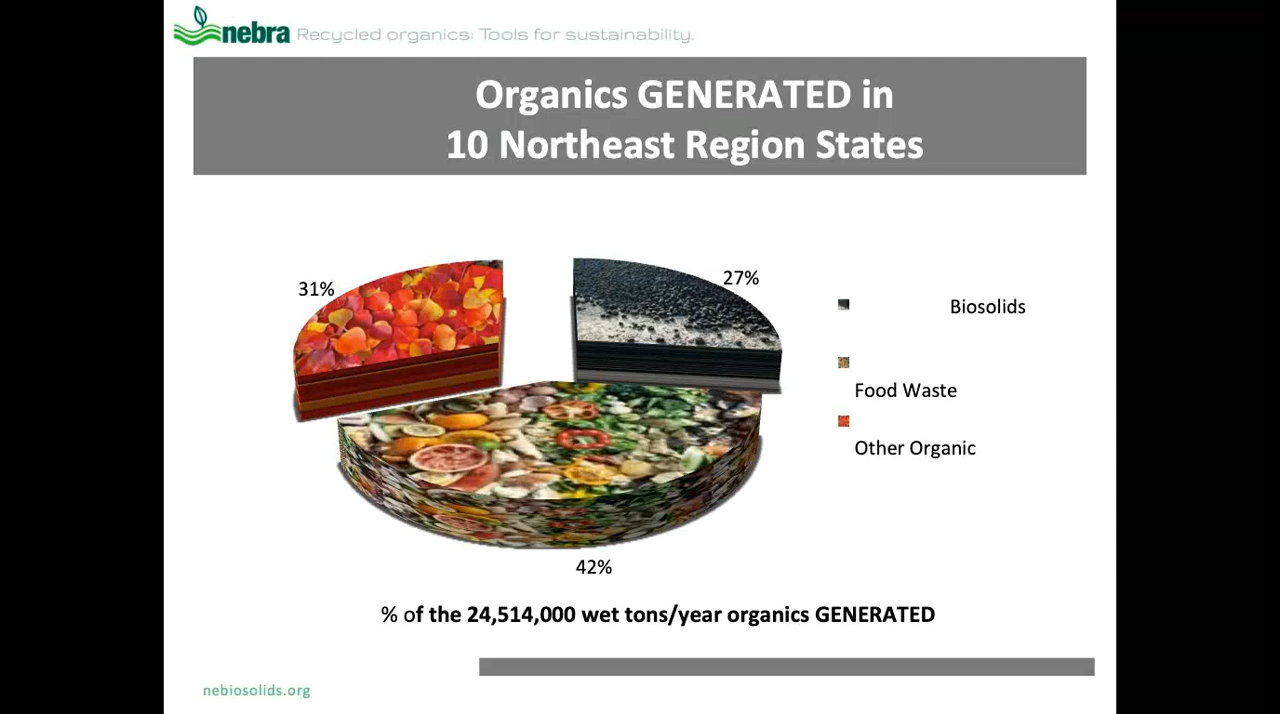 nebra Recycled organics: Tools for sustainability.
Organics GENERATED in
10 Northeast Region States
31%
27%
Biosolids
Food Waste
Other Organic
42%
% of the 24,514,000 wet tons/year organics GENERATED
nebiosolids.org